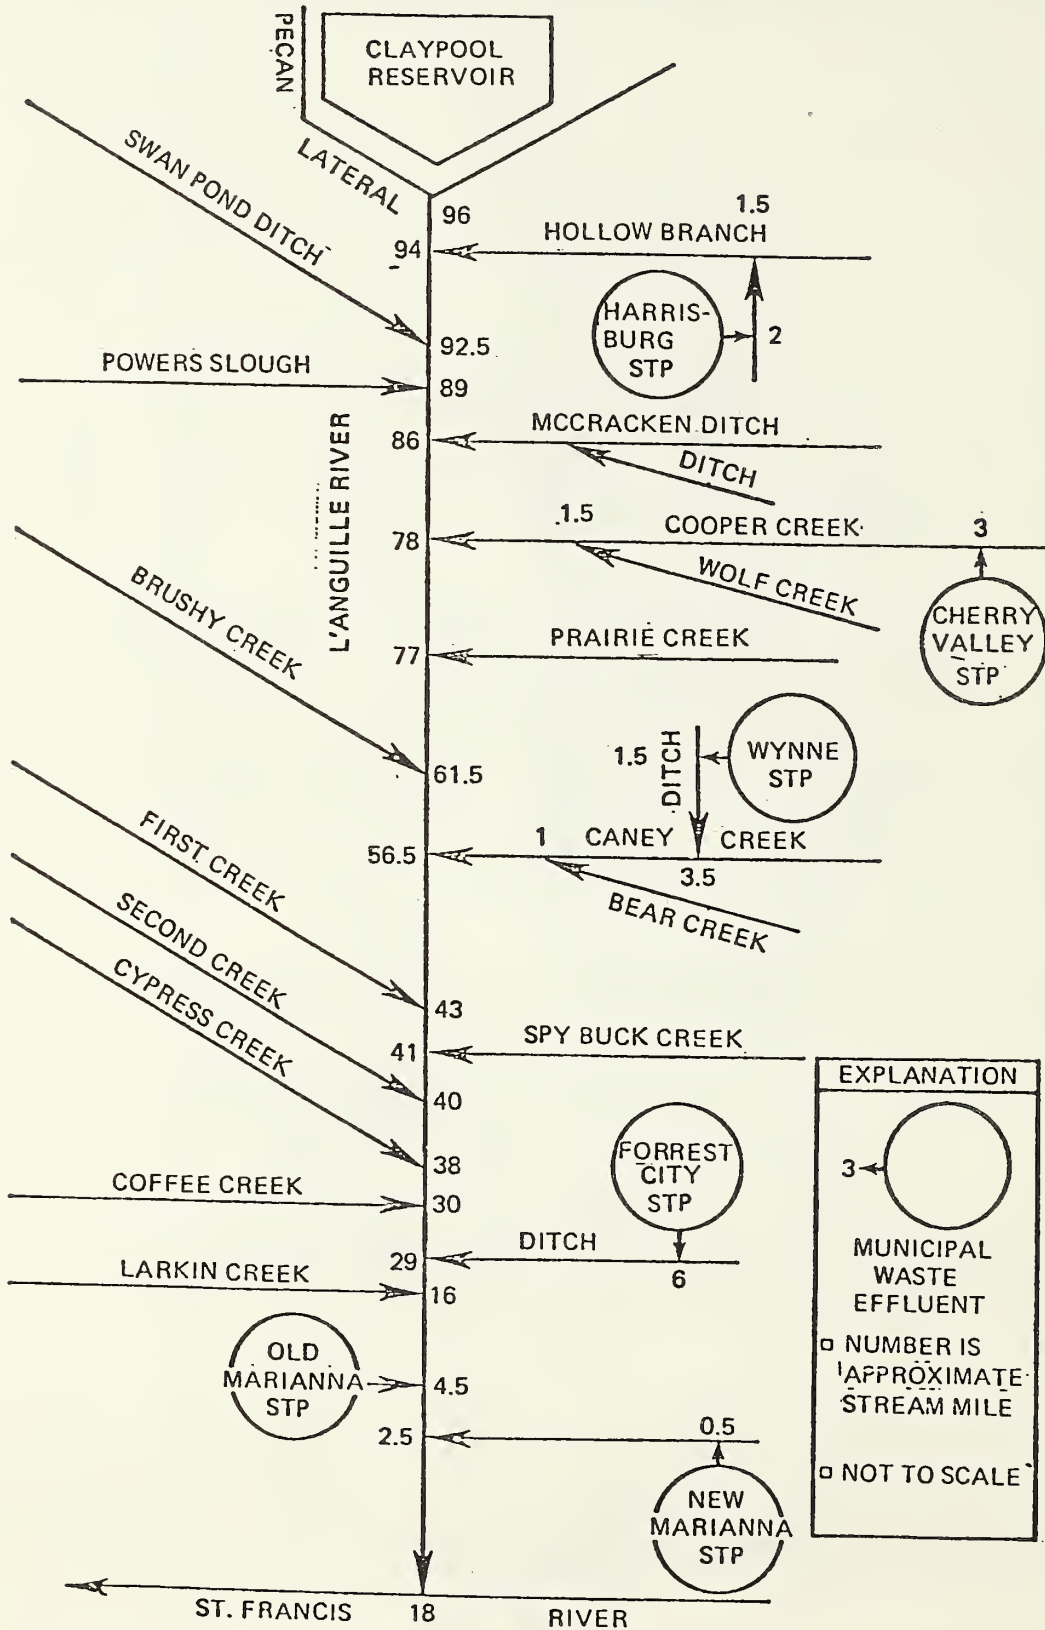 PECAN
CLAYPOOL
RESERVOIR
LATERAL
SWAN POND DITCH
96
1.5
HOLLOW BRANCH
94
HARRIS-
BURG
STP
2
92.5
POWERS SLOUGH
89
MCCRACKEN DITCH
86
DITCH
L'ANGUILLE RIVER
1.5
COOPER CREEK
3
78
WOLF CREEK
BRUSHY CREEK
CHERRY
VALLEY
STP
PRAIRIE CREEK
77
1.5
DITCH
WYNNE
STP
61.5
FIRST CREEK
56.5
1
CANEY CREEK
3.5
BEAR CREEK
SECOND CREEK
CYPRESS CREEK
43
SPY BUCK CREEK
41
40
38
FORREST
CITY
STP
COFFEE CREEK
30
DITCH
29
6
LARKIN CREEK
16
OLD
MARIANNA
STP
4.5
2.5
0.5
NEW
MARIANNA
STP
ST. FRANCIS 18 RIVER
EXPLANATION
3
MUNICIPAL
WASTE
EFFLUENT
□ NUMBER IS
APPROXIMATE
STREAM MILE
□ NOT TO SCALE